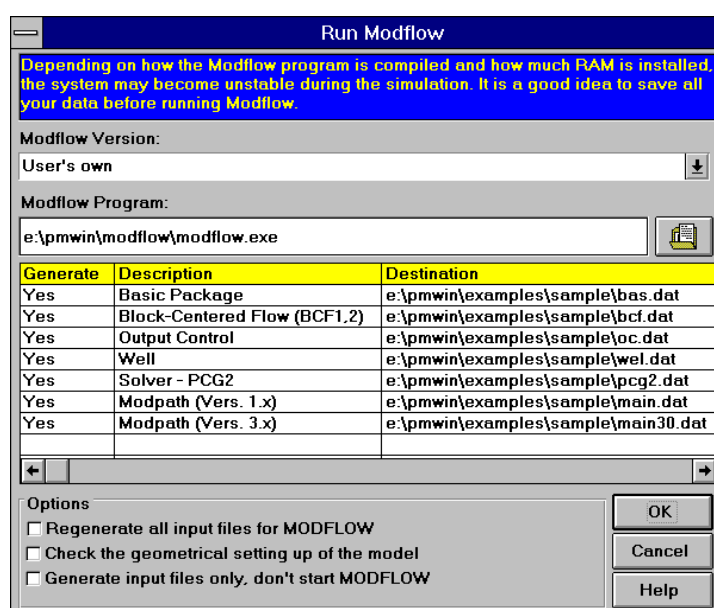 Run Modflow
Depending on how the Modflow program is compiled and how much RAM is installed,
the system may become unstable during the simulation. It is a good idea to save all
your data before running Modflow.
Modflow Version:
User's own
Modflow Program:
e:\pmwin\modflow\modflow.exe
Generate Description Destination
Yes Basic Package e:\pmwin\examples\sample\bas.dat
Yes Block-Centered Flow (BCF1,2) e:\pmwin\examples\sample\bcf.dat
Yes Output Control e:\pmwin\examples\sample\oc.dat
Yes Well e:\pmwin\examples\sample\wel.dat
Yes Solver - PCG2 e:\pmwin\examples\sample\pcg2.dat
Yes Modpath (Vers. 1.x) e:\pmwin\examples\sample\main.dat
Yes Modpath (Vers. 3.x) e:\pmwin\examples\sample\main30.dat
Options
Regenerate all input files for MODFLOW
Check the geometrical setting up of the model
Generate input files only, don't start MODFLOW
OK
Cancel
Help